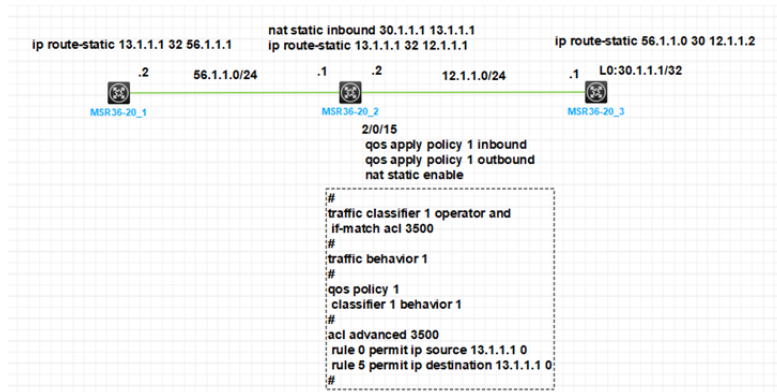 nat static inbound 30.1.1.1 13.1.1.1
ip route-static 13.1.1.1 32 56.1.1.1
ip route-static 13.1.1.1 32 12.1.1.1
ip route-static 56.1.1.0 30 12.1.1.2
.2
56.1.1.0/24
.1
.2
12.1.1.0/24
.1
L0:30.1.1.1/32
MSR36-20_1
MSR36-20_2
MSR36-20_3
2/0/15
qos apply policy 1 inbound
qos apply policy 1 outbound
nat static enable
#
traffic classifier 1 operator and
if-match acl 3500
#
traffic behavior 1
#
qos policy 1
classifier 1 behavior 1
#
acl advanced 3500
rule 0 permit ip source 13.1.1.1 0
rule 5 permit ip destination 13.1.1.1 0
#